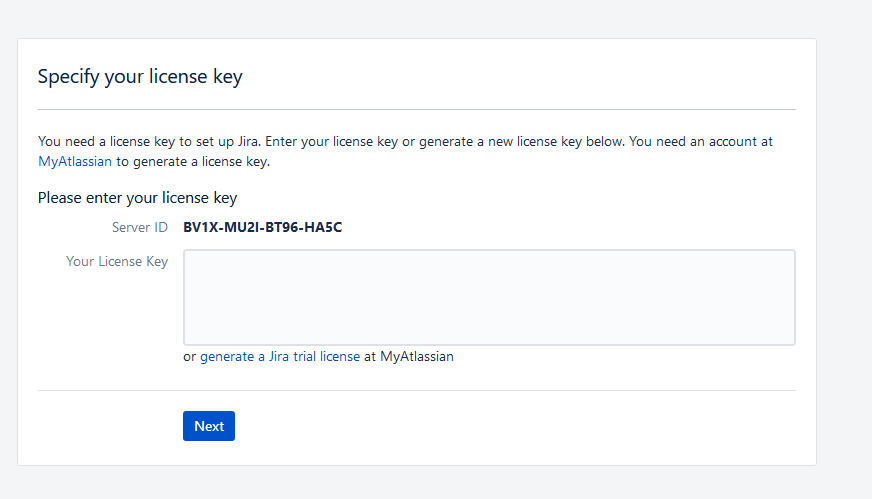 Specify your license key
You need a license key to set up Jira. Enter your license key or generate a new license key below. You need an account at
MyAtlassian to generate a license key.
Please enter your license key
Server ID BV1X-MU2I-BT96-HA5C
Your License Key
or generate a Jira trial license at MyAtlassian
Next